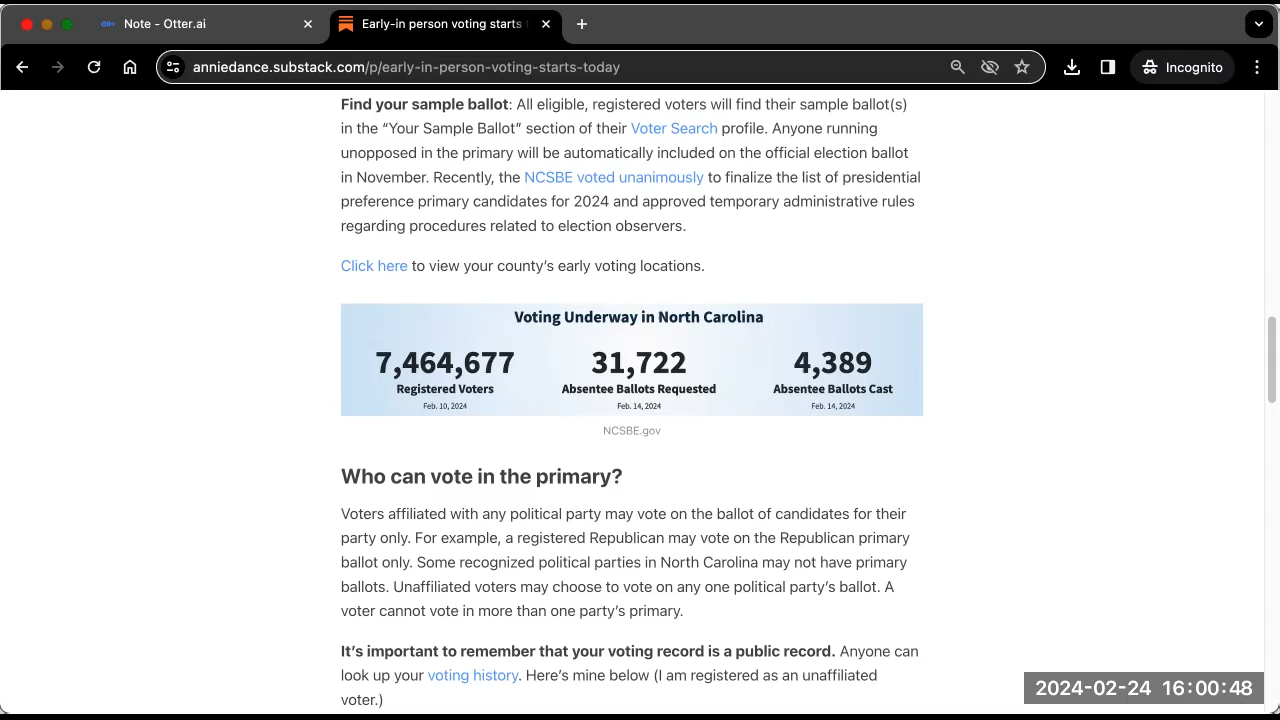 Note - Otter.ai
Early-in person voting starts
anniedance.substack.com/p/early-in-person-voting-starts-today
Incognito
Find your sample ballot: All eligible, registered voters will find their sample ballot(s)
in the “Your Sample Ballot” section of their Voter Search profile. Anyone running
unopposed in the primary will be automatically included on the official election ballot
in November. Recently, the NCSBE voted unanimously to finalize the list of presidential
preference primary candidates for 2024 and approved temporary administrative rules
regarding procedures related to election observers.
Click here to view your county’s early voting locations.
Voting Underway in North Carolina
7,464,677 31,722 4,389
Registered Voters Absentee Ballots Requested Absentee Ballots Cast
Feb. 10, 2024 Feb. 14, 2024 Feb. 14, 2024
NCSBE.gov
Who can vote in the primary?
Voters affiliated with any political party may vote on the ballot of candidates for their
party only. For example, a registered Republican may vote on the Republican primary
ballot only. Some recognized political parties in North Carolina may not have primary
ballots. Unaffiliated voters may choose to vote on any one political party’s ballot. A
voter cannot vote in more than one party’s primary.
It’s important to remember that your voting record is a public record. Anyone can
look up your voting history. Here’s mine below (I am registered as an unaffiliated
voter.)
2024-02-24 16:00:48